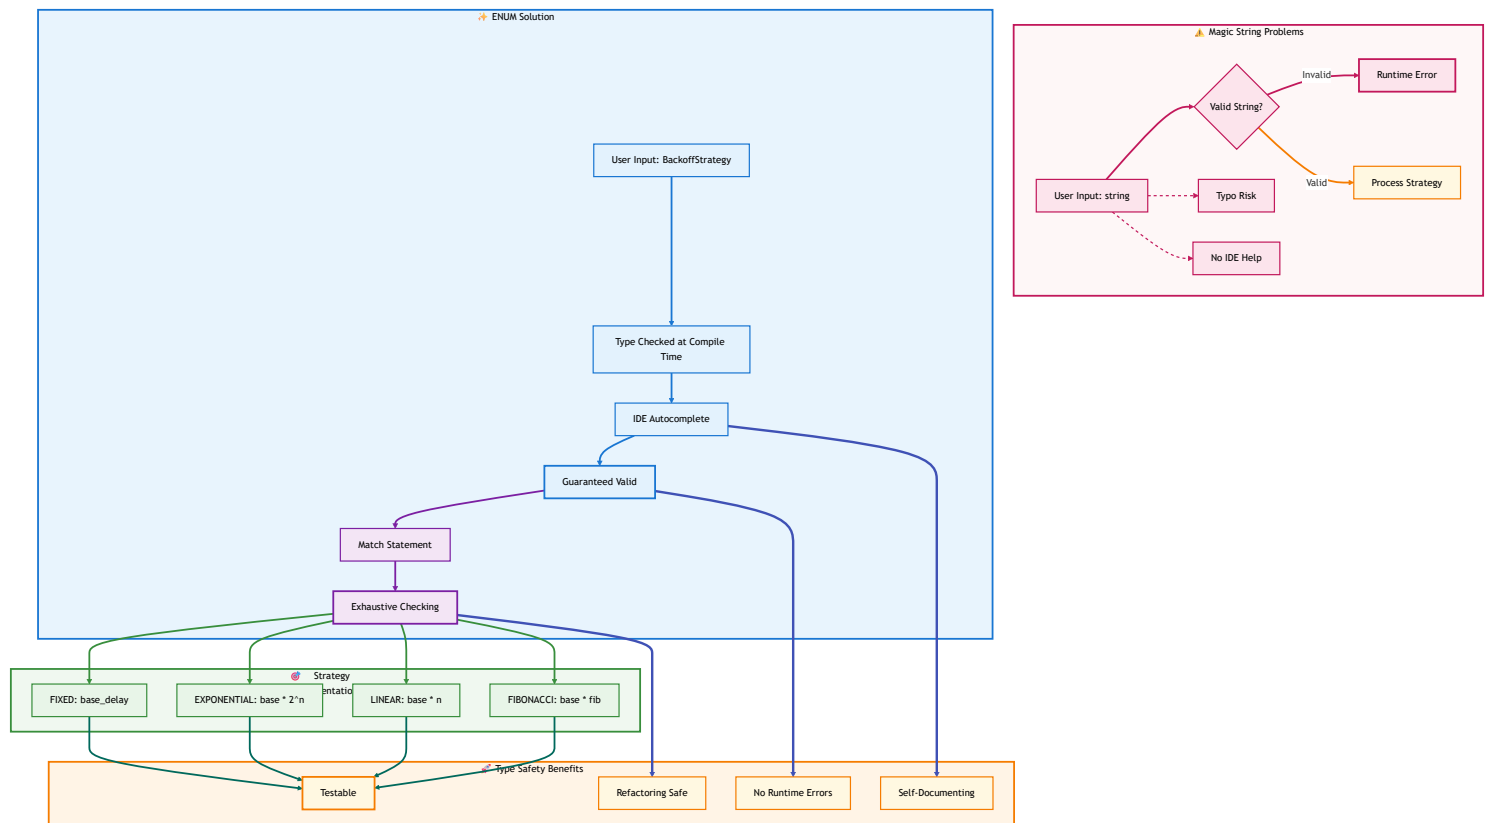 ✨ ENUM Solution
User Input: BackoffStrategy
Type Checked at Compile
Time
IDE Autocomplete
Guaranteed Valid
Match Statement
Exhaustive Checking
⚠️ Magic String Problems
Invalid
Runtime Error
Valid String?
Valid
Process Strategy
User Input: string
Typo Risk
No IDE Help
🎯 Strategy
FIXED: base_delay
EXPONENTIAL: base * 2^n
LINEAR: base * n
FIBONACCI: base * fib
Type Safety Benefits
Testable
Refactoring Safe
No Runtime Errors
Self-Documenting